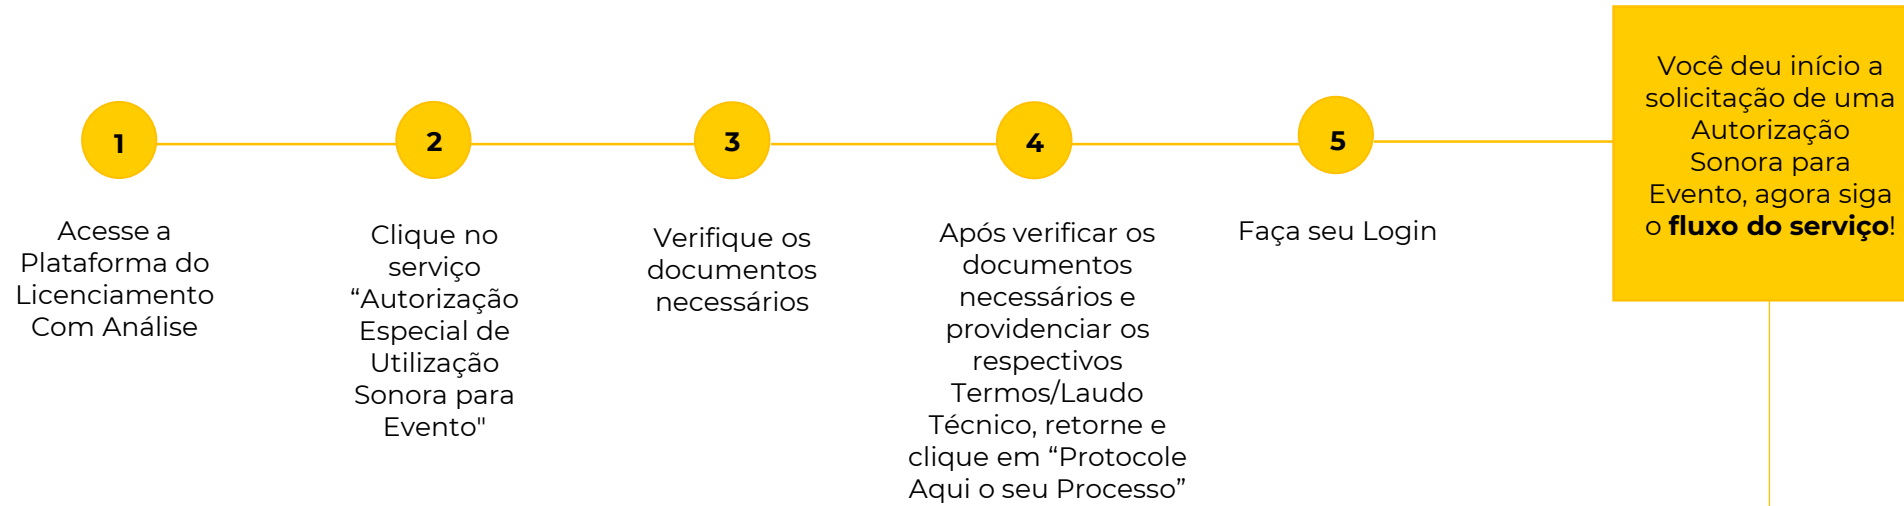 1
Acesse a
Plataforma do
Licenciamento
Com Análise
2
Clique no
serviço
“Autorização
Especial de
Utilização
Sonora para
Evento"
3
Verifique os
documentos
necessários
4
Após verificar os
documentos
necessários e
providenciar os
respectivos
Termos/Laudo
Técnico, retorne e
clique em “Protocole
Aqui o seu Processo”
5
Faça seu Login
Você deu início a
solicitação de uma
Autorização
Sonora para
Evento, agora siga
o fluxo do serviço!